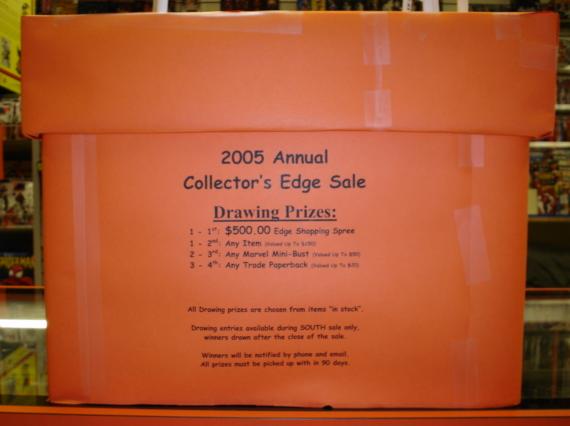 2005 Annual
Collector's Edge Sale
Drawing Prizes:
1 - 1st: $500.00 Edge Shopping Spree
1 - 2nd: Any Item (Valued Up To $150)
2 - 3rd: Any Marvel Mini-Bust (Valued Up To $50)
3 - 4th: Any Trade Paperback (Valued Up To $20)
All Drawing prizes are chosen from items "in stock".
Drawing entries available during SOUTH sale only,
winners drawn after the close of the sale.
Winners will be notified by phone and email.
All prizes must be picked up with in 90 days.